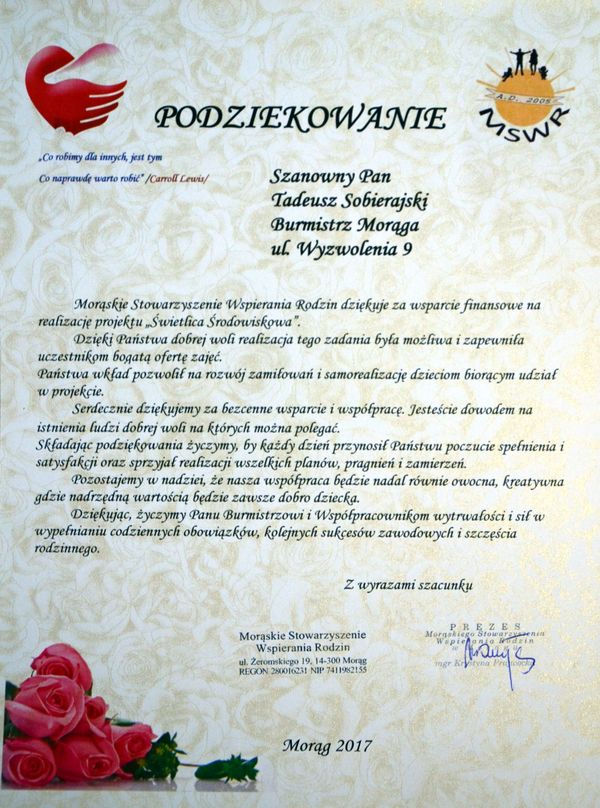 PODZIEKOWANIE
A.D. 2005
MSWR
„Co robimy dla innych, jest tym
Co naprawdę warto robić" /Carroll Lewis/
Szanowny Pan
Tadeusz Sobierajski
Burmistrz Morąga
ul. Wyzwolenia 9
Morąskie Stowarzyszenie Wspierania Rodzin dziękuje za wsparcie finansowe na
realizację projektu „Świetlica Środowiskowa".
Dzięki Państwa dobrej woli realizacja tego zadania była możliwa i zapewniła
uczestnikom bogatą ofertę zajęć.
Państwa wkład pozwolił na rozwój zamiłowań i samorealizację dzieciom biorącym udział
w projekcie.
Serdecznie dziękujemy za bezcenne wsparcie i współpracę. Jesteście dowodem na
istnienia ludzi dobrej woli na których można polegać.
Składając podziękowania życzymy, by każdy dzień przynosił Państwu poczucie spełnienia i
satysfakcji oraz sprzyjał realizacji wszelkich planów, pragnień i zamierzeń.
Pozostajemy w nadziei, że nasza współpraca będzie nadal równie owocna, kreatywna
gdzie nadrzędną wartością będzie zawsze dobro dziecka.
Dziękując, życzymy Panu Burmistrzowi i Współpracownikom wytrwałości i sił w
wypełnianiu codziennych obowiązków, kolejnych sukcesów zawodowych i szczęścia
rodzinnego.
Z wyrazami szacunku
Morąskie Stowarzyszenie
Wspierania Rodzin
ul. Żeromskiego 19, 14-300 Morąg
REGON 280016231 NIP 7411982155
PREZES
Morąskiego Stowarzyszenia
Wspierania Rodzin
mgr Krystyna
Morąg 2017